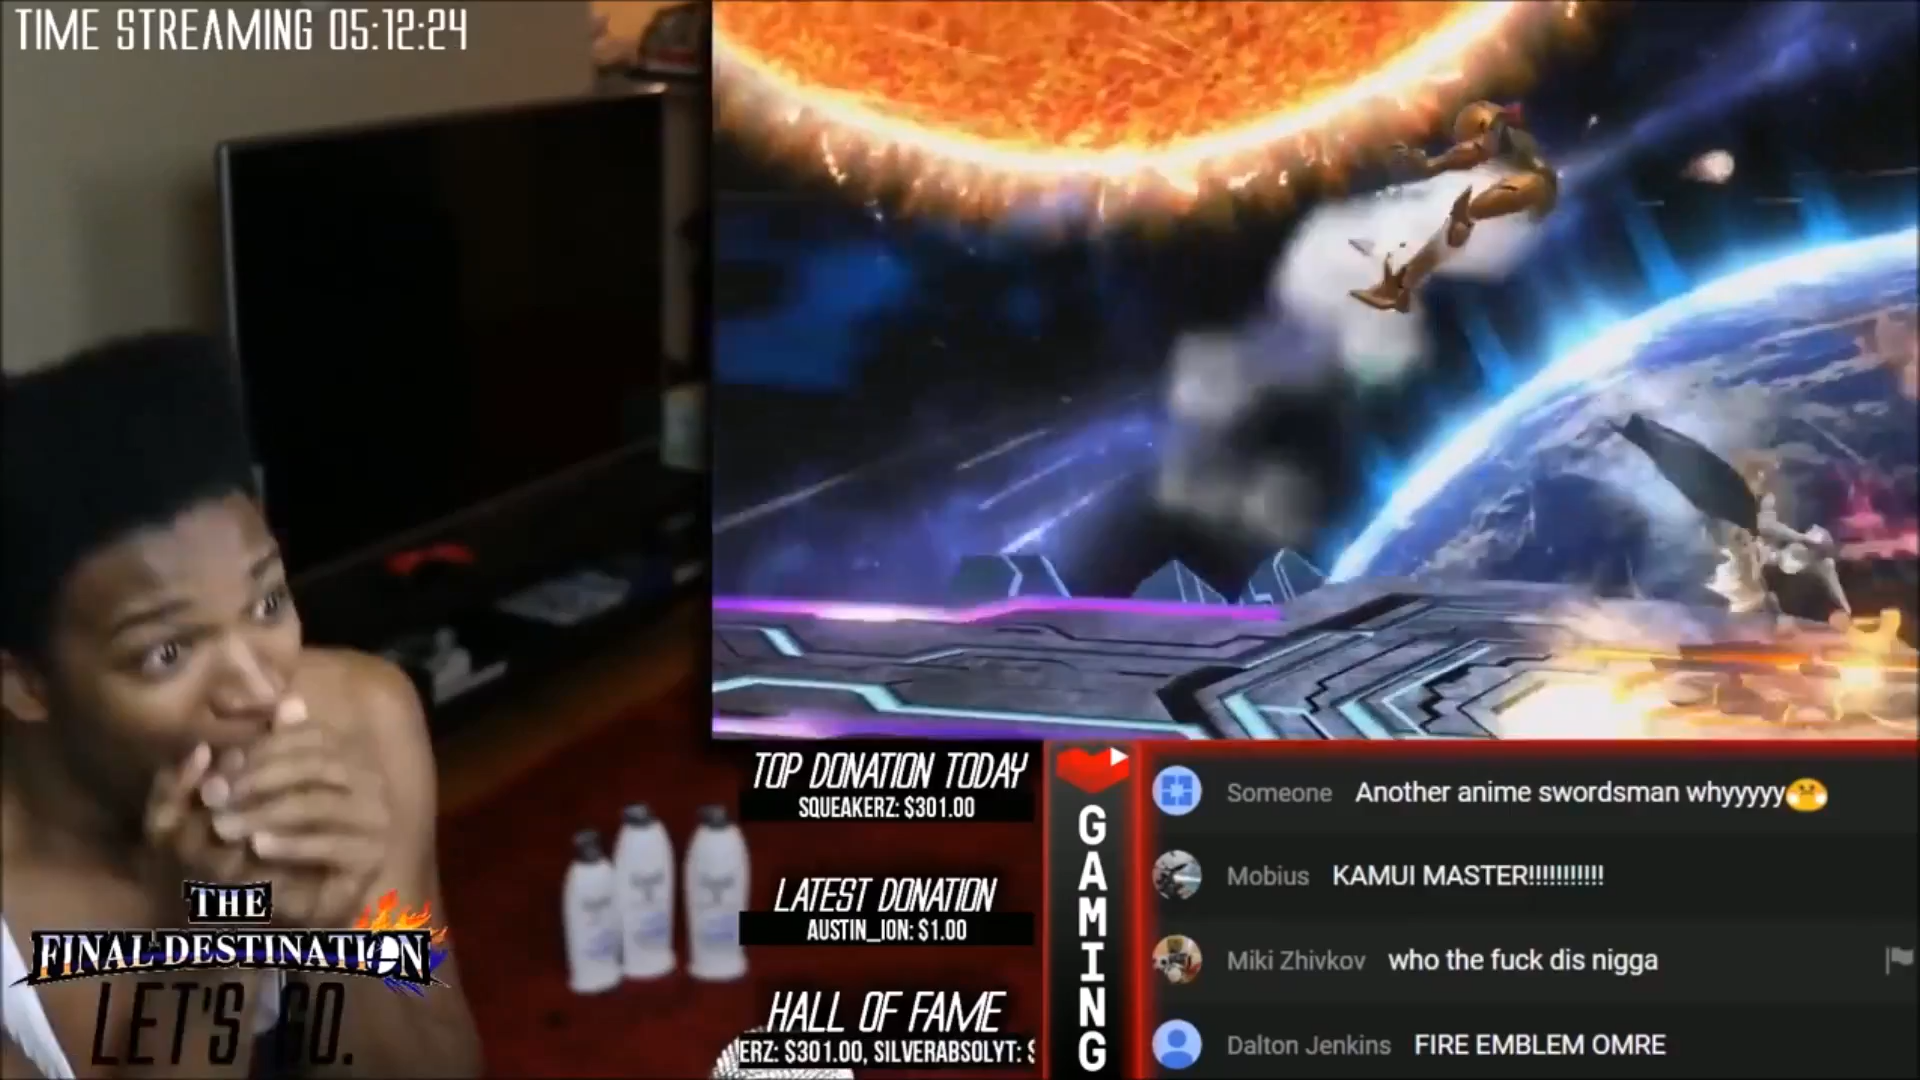 TIME STREAMING 05:12:24
THE
FINAL DESTINATION
LET'S GO.
TOP DONATION TODAY
SQUEAKERZ: $301.00
LATEST DONATION
AUSTIN_ION: $1.00
HALL OF FAME
ERZ: $301.00, SILVERABSOLYT: $
GAMING
Someone Another anime swordsman whyyyyy😷
Mobius KAMUI MASTER!!!!!!!!!!!
Miki Zhivkov who the fuck dis nigga
Dalton Jenkins FIRE EMBLEM OMRE